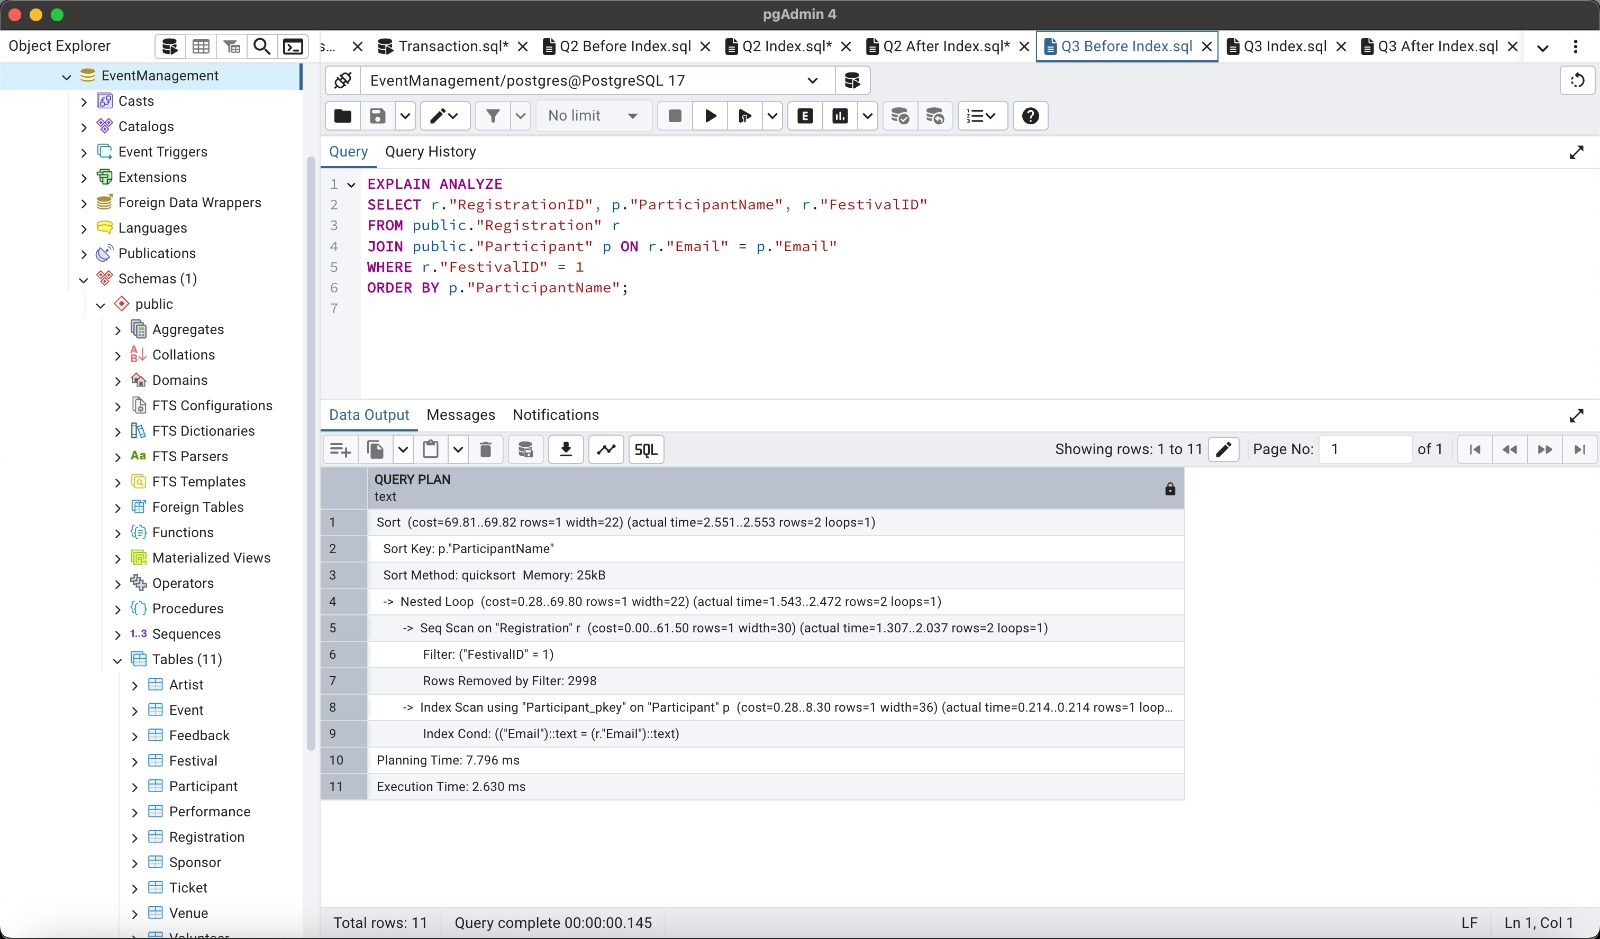 pgAdmin 4
Object Explorer
s...
Transaction.sql*
Q2 Before Index.sql
Q2 Index.sql*
Q2 After Index.sql*
Q3 Before Index.sql
Q3 Index.sql
Q3 After Index.sql
EventManagement
Casts
Catalogs
Event Triggers
Extensions
Foreign Data Wrappers
Languages
Publications
Schemas (1)
public
Aggregates
Collations
Domains
FTS Configurations
FTS Dictionaries
FTS Parsers
FTS Templates
Foreign Tables
Functions
Materialized Views
Operators
Procedures
1..3 Sequences
Tables (11)
Artist
Event
Feedback
Festival
Participant
Performance
Registration
Sponsor
Ticket
Venue
Volunteer
EventManagement/postgres@PostgreSQL 17
No limit
E
Query
Query History
1 EXPLAIN ANALYZE
2 SELECT r."RegistrationID", p."ParticipantName", r."FestivalID"
3 FROM public."Registration" r
4 JOIN public."Participant" p ON r."Email" = p."Email"
5 WHERE r."FestivalID" = 1
6 ORDER BY p."ParticipantName";
7
Data Output
Messages
Notifications
SQL
Showing rows: 1 to 11
Page No: 1 of 1
QUERY PLAN
text
1 Sort (cost=69.81..69.82 rows=1 width=22) (actual time=2.551..2.553 rows=2 loops=1)
2 Sort Key: p."ParticipantName"
3 Sort Method: quicksort Memory: 25kB
4 -> Nested Loop (cost=0.28..69.80 rows=1 width=22) (actual time=1.543..2.472 rows=2 loops=1)
5 -> Seq Scan on "Registration" r (cost=0.00..61.50 rows=1 width=30) (actual time=1.307..2.037 rows=2 loops=1)
6 Filter: ("FestivalID" = 1)
7 Rows Removed by Filter: 2998
8 -> Index Scan using "Participant_pkey" on "Participant" p (cost=0.28..8.30 rows=1 width=36) (actual time=0.214..0.214 rows=1 loop...
9 Index Cond: (("Email")::text = (r."Email")::text)
10 Planning Time: 7.796 ms
11 Execution Time: 2.630 ms
Total rows: 11
Query complete 00:00:00.145
LF
Ln 1, Col 1